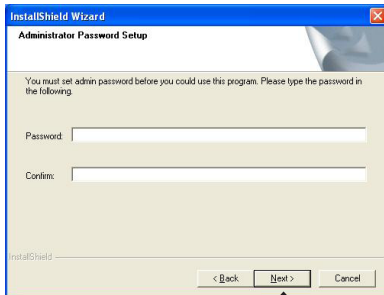 InstallShield Wizard
Administrator Password Setup
You must set admin password before you could use this program. Please type the password in
the following.
Password:
Confirm:
InstallShield
< Back
Next >
Cancel